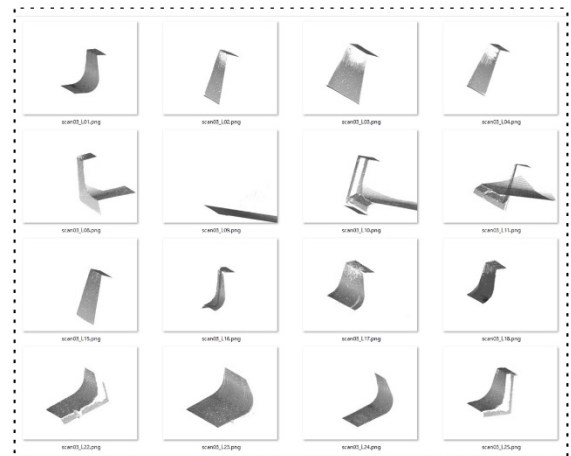 scan03_L01.png
scan03_L02.png
scan03_L03.png
scan03_L04.png
scan03_L08.png
scan03_L09.png
scan03_L10.png
scan03_L11.png
scan03_L15.png
scan03_L16.png
scan03_L17.png
scan03_L18.png
scan03_L22.png
scan03_L23.png
scan03_L24.png
scan03_L25.png